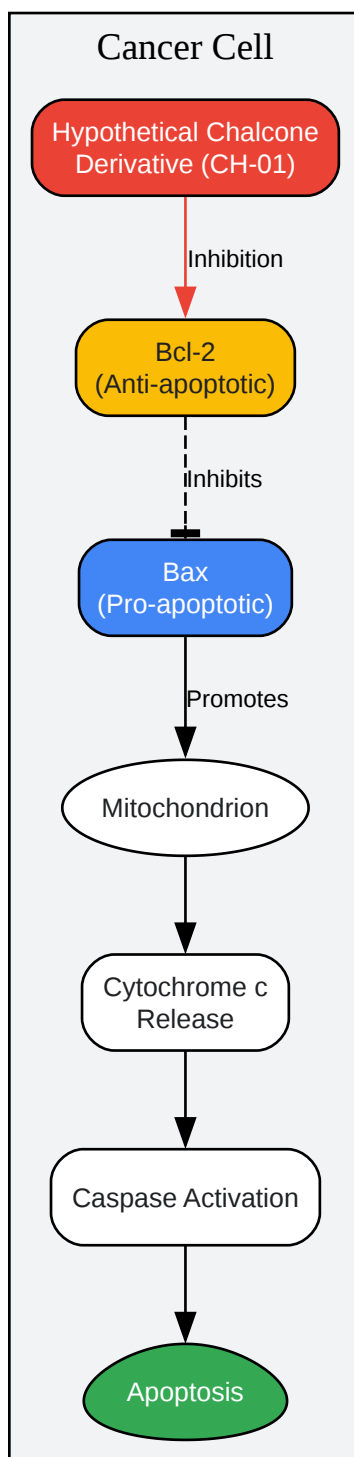 Cancer Cell
Hypothetical Chalcone
Derivative (CH-01)
Inhibition
Bcl-2
(Anti-apoptotic)
Inhibits
Bax
(Pro-apoptotic)
Promotes
Mitochondrion
Cytochrome c
Release
Caspase Activation
Apoptosis